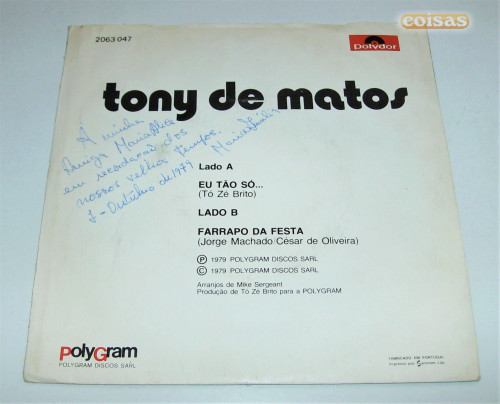 coisas
2063 047
Polydor
tony de matos
A minha
Amiga Maria
em recordação dos
nossos velhos tempos.
1-Outubro de 1979
Lado A
EU TÃO SÓ...
(Tó Zé Brito)
LADO B
FARRAPO DA FESTA
(Jorge Machado/César de Oliveira)
Ⓟ 1979 POLYGRAM DISCOS SARL
© 1979 POLYGRAM DISCOS SARL
Arranjos de Mike Sergeant
Produção de Tó Zé Brito para a POLYGRAM
PolyGram
POLYGRAM DISCOS SARL
FABRICADO EM PORTUGAL